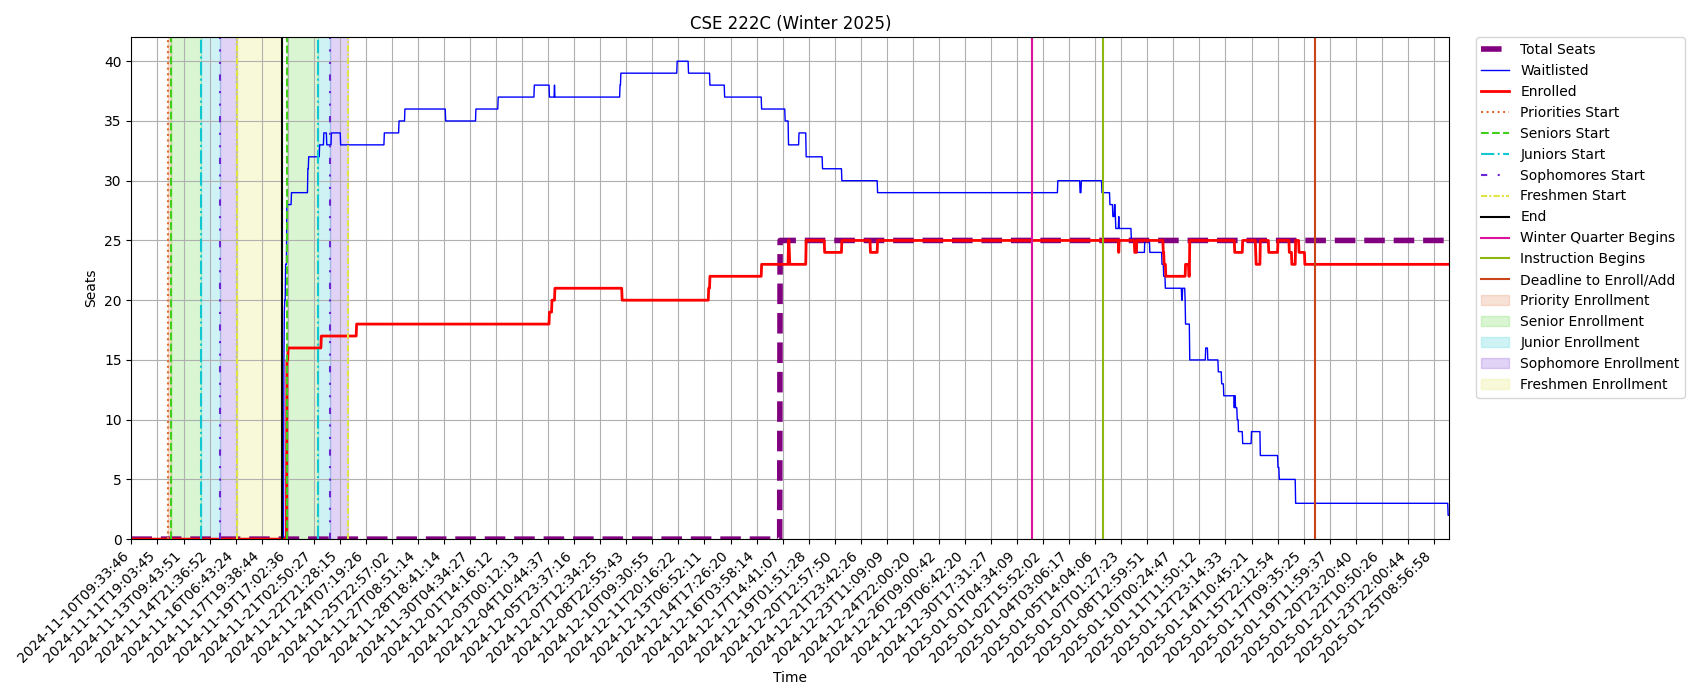 CSE 222C (Winter 2025)
Seats
40
35
30
25
20
15
10
5
0
2024-11-10T09:33:46
2024-11-11T19:03:45
2024-11-13T09:43:51
2024-11-14T21:36:52
2024-11-16T06:43:24
2024-11-17T19:38:44
2024-11-19T17:02:36
2024-11-21T02:50:27
2024-11-22T21:28:15
2024-11-24T07:19:26
2024-11-25T22:57:02
2024-11-27T08:51:14
2024-11-28T18:41:14
2024-11-30T04:34:27
2024-12-01T14:16:12
2024-12-03T00:12:13
2024-12-04T10:44:37
2024-12-05T23:37:16
2024-12-07T12:34:25
2024-12-08T22:55:43
2024-12-10T09:30:55
2024-12-11T20:16:22
2024-12-13T06:52:11
2024-12-14T17:26:20
2024-12-16T03:58:14
2024-12-17T14:41:07
2024-12-19T01:51:28
2024-12-20T12:57:50
2024-12-21T23:42:26
2024-12-23T11:09:09
2024-12-24T22:00:20
2024-12-26T09:00:42
2024-12-29T06:42:20
2024-12-30T17:31:27
2025-01-01T04:34:09
2025-01-02T15:52:02
2025-01-04T03:06:17
2025-01-05T14:04:06
2025-01-07T01:27:23
2025-01-08T12:59:51
2025-01-10T00:24:47
2025-01-11T11:50:12
2025-01-12T23:14:33
2025-01-14T10:45:21
2025-01-15T22:12:54
2025-01-17T09:35:25
2025-01-19T11:59:37
2025-01-20T23:20:40
2025-01-22T10:50:26
2025-01-23T22:00:44
2025-01-25T08:56:58
Time
Total Seats
Waitlisted
Enrolled
Priorities Start
Seniors Start
Juniors Start
Sophomores Start
Freshmen Start
End
Winter Quarter Begins
Instruction Begins
Deadline to Enroll/Add
Priority Enrollment
Senior Enrollment
Junior Enrollment
Sophomore Enrollment
Freshmen Enrollment